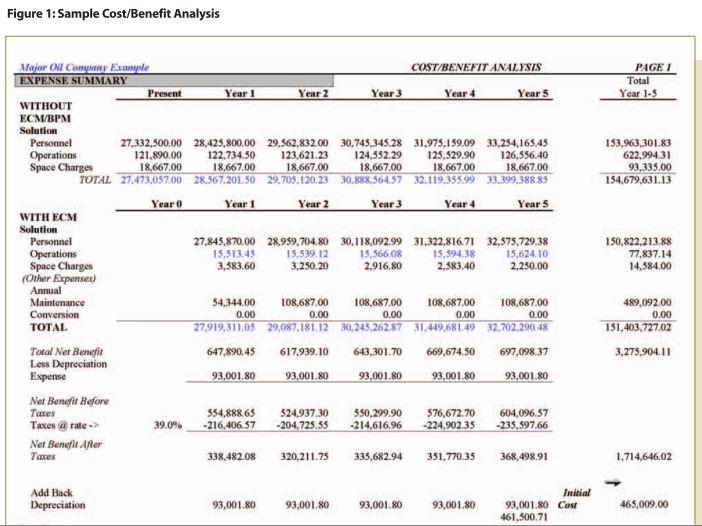 Figure 1: Sample Cost/Benefit Analysis
Major Oil Company Example COST/BENEFIT ANALYSIS PAGE 1
EXPENSE SUMMARY Total
Present Year 1 Year 2 Year 3 Year 4 Year 5 Year 1-5
WITHOUT
ECM/BPM
Solution
Personnel 27,332,500.00 28,425,800.00 29,562,832.00 30,745,345.28 31,975,159.09 33,254,165.45 153,963,301.83
Operations 121,890.00 122,734.50 123,621.23 124,552.29 125,529.90 126,556.40 622,994.31
Space Charges 18,667.00 18,667.00 18,667.00 18,667.00 18,667.00 18,667.00 93,335.00
TOTAL 27,473,057.00 28,567,201.50 29,705,120.23 30,888,564.57 32,119,355.99 33,399,388.85 154,679,631.13
Year 0 Year 1 Year 2 Year 3 Year 4 Year 5
WITH ECM
Solution
Personnel 27,845,870.00 28,959,704.80 30,118,092.99 31,322,816.71 32,575,729.38 150,822,213.88
Operations 15,513.45 15,539.12 15,566.08 15,594.38 15,624.10 77,837.14
Space Charges 3,583.60 3,250.20 2,916.80 2,583.40 2,250.00 14,584.00
(Other Expenses)
Annual
Maintenance 54,344.00 108,687.00 108,687.00 108,687.00 108,687.00 489,092.00
Conversion 0.00 0.00 0.00 0.00 0.00 0.00
TOTAL 27,919,311.05 29,087,181.12 30,245,262.87 31,449,681.49 32,702,290.48 151,403,727.02
Total Net Benefit 647,890.45 617,939.10 643,301.70 669,674.50 697,098.37 3,275,904.11
Less Depreciation
Expense 93,001.80 93,001.80 93,001.80 93,001.80 93,001.80
Net Benefit Before
Taxes 554,888.65 524,937.30 550,299.90 576,672.70 604,096.57
Taxes @ rate -> 39.0% -216,406.57 -204,725.55 -214,616.96 -224,902.35 -235,597.66
Net Benefit After
Taxes 338,482.08 320,211.75 335,682.94 351,770.35 368,498.91 1,714,646.02
Add Back Initial
Depreciation 93,001.80 93,001.80 93,001.80 93,001.80 93,001.80 Cost 465,009.00
461,500.71